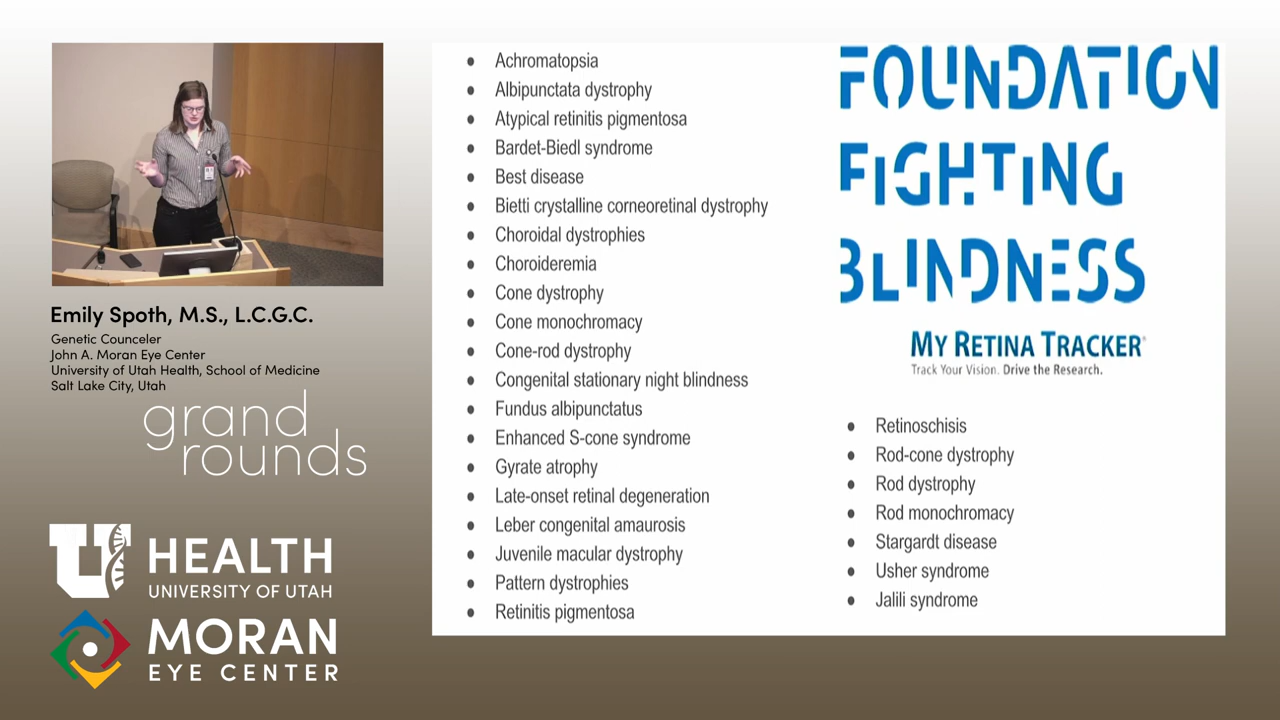 Emily Spoth, M.S., L.C.G.C.
Genetic Counceler
John A. Moran Eye Center
University of Utah Health, School of Medicine
Salt Lake City, Utah
grand
rounds
U HEALTH
UNIVERSITY OF UTAH
MORAN
EYE CENTER
• Achromatopsia
• Albipunctata dystrophy
• Atypical retinitis pigmentosa
• Bardet-Biedl syndrome
• Best disease
• Bietti crystalline corneoretinal dystrophy
• Choroidal dystrophies
• Choroideremia
• Cone dystrophy
• Cone monochromacy
• Cone-rod dystrophy
• Congenital stationary night blindness
• Fundus albipunctatus
• Enhanced S-cone syndrome
• Gyrate atrophy
• Late-onset retinal degeneration
• Leber congenital amaurosis
• Juvenile macular dystrophy
• Pattern dystrophies
• Retinitis pigmentosa
FOUNDATION
FIGHTING
BLINDNESS
MY RETINA TRACKER®
Track Your Vision. Drive the Research.
• Retinoschisis
• Rod-cone dystrophy
• Rod dystrophy
• Rod monochromacy
• Stargardt disease
• Usher syndrome
• Jalili syndrome